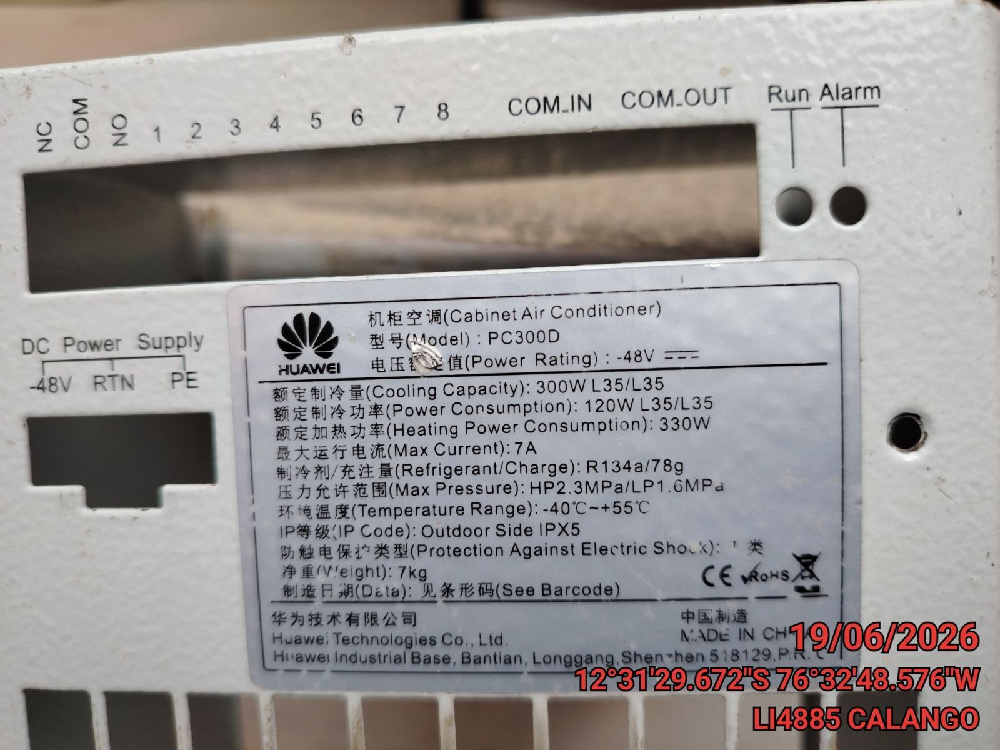 NC COM NO 1 2 3 4 5 6 7 8 COM_IN COM_OUT Run Alarm
DC Power Supply
-48V RTN PE
HUAWEI
机柜空调(Cabinet Air Conditioner)
型号(Model) : PC300D
电压额定值(Power Rating) : -48V
额定制冷量(Cooling Capacity): 300W L35/L35
额定制冷功率(Power Consumption): 120W L35/L35
额定加热功率(Heating Power Consumption): 330W
最大运行电流(Max Current): 7A
制冷剂/充注量(Refrigerant/Charge): R134a/78g
压力允许范围(Max Pressure): HP2.3MPa/LP1.6MPa
环境温度(Temperature Range): -40℃~+55℃
IP等级(IP Code): Outdoor Side IPX5
防触电保护类型(Protection Against Electric Shock): I 类
净重(Weight): 7kg
CE RoHS
制造日期(Data): 见条形码(See Barcode)
华为技术有限公司
中国制造
Huawei Technologies Co., Ltd.
MADE IN
Huawei Industrial Base, Bantian, Longgang, Shenzhen 518129, P.R.
19/06/2026
12°31'29.672"S 76°32'48.576"W
LI4885 CALANGO